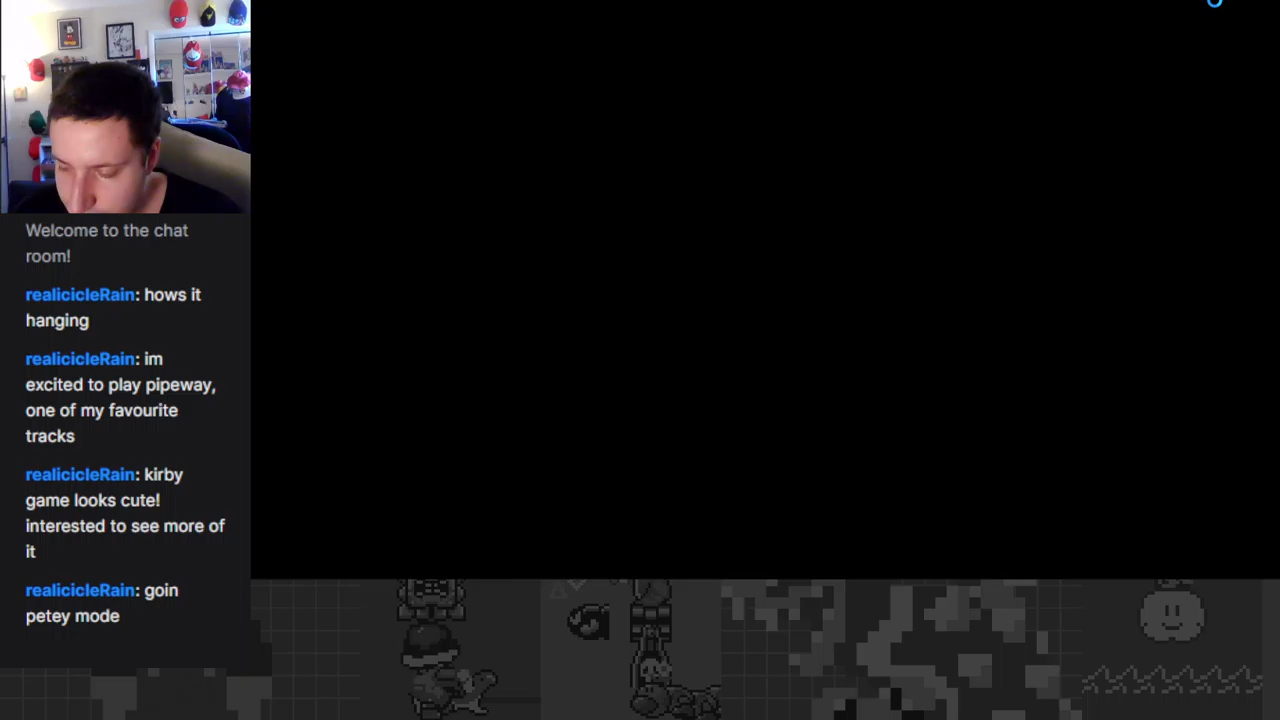 Welcome to the chat
room!
realicicleRain: hows it
hanging
realicicleRain: im
excited to play pipeway,
one of my favourite
tracks
realicicleRain: kirby
game looks cute!
interested to see more of
it
realicicleRain: goin
petey mode